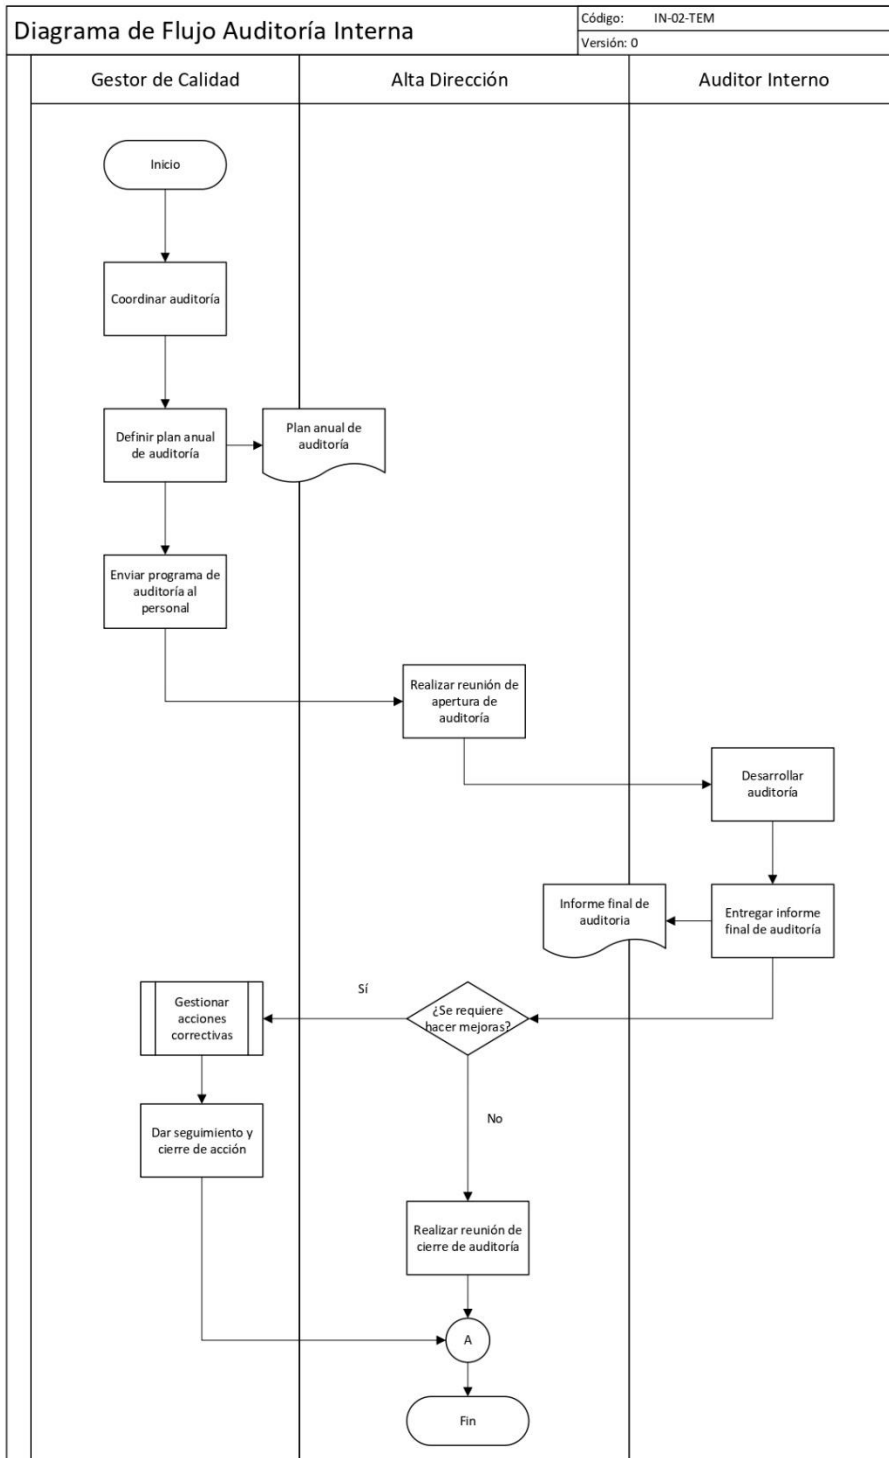 Diagrama de Flujo Auditoría Interna
Código: IN-02-TEM
Versión: 0
Gestor de Calidad
Alta Dirección
Auditor Interno
Inicio
Coordinar auditoría
Definir plan anual
de auditoría
Plan anual de
auditoría
Enviar programa de
auditoría al
personal
Realizar reunión de
apertura de
auditoría
Desarrollar
auditoría
Entregar informe
final de auditoría
Informe final de
auditoria
¿Se requiere
hacer mejoras?
Sí
Gestionar
acciones
correctivas
Dar seguimiento y
cierre de acción
No
Realizar reunión de
cierre de auditoría
A
Fin